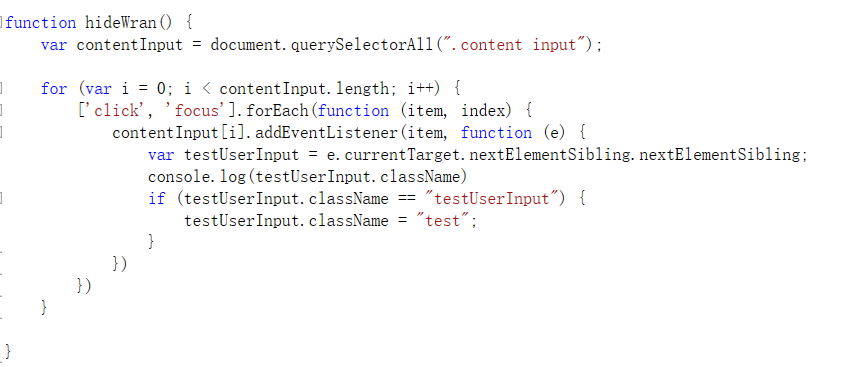 function hideWran() {
    var contentInput = document.querySelectorAll(".content input");

    for (var i = 0; i < contentInput.length; i++) {
        ['click', 'focus'].forEach(function (item, index) {
            contentInput[i].addEventListener(item, function (e) {
                var testUserInput = e.currentTarget.nextElementSibling.nextElementSibling;
                console.log(testUserInput.className)
                if (testUserInput.className == "testUserInput") {
                    testUserInput.className = "test";
                }
            })
        })
    }

}